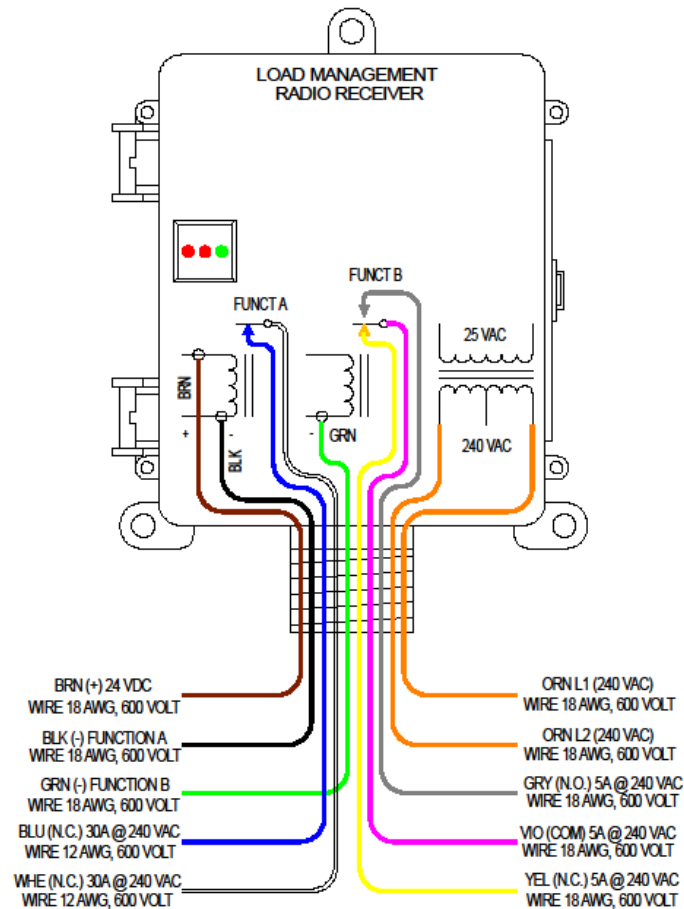 LOAD MANAGEMENT
RADIO RECEIVER
FUNCT A
FUNCT B
25 VAC
BRN
+
-
BLK
-
GRN
240 VAC
BRN (+) 24 VDC
WIRE 18 AWG, 600 VOLT
BLK (-) FUNCTION A
WIRE 18 AWG, 600 VOLT
GRN (-) FUNCTION B
WIRE 18 AWG, 600 VOLT
BLU (N.C.) 30A @ 240 VAC
WIRE 12 AWG, 600 VOLT
WHE (N.C.) 30A @ 240 VAC
WIRE 12 AWG, 600 VOLT
ORN L1 (240 VAC)
WIRE 18 AWG, 600 VOLT
ORN L2 (240 VAC)
WIRE 18 AWG, 600 VOLT
GRY (N.O.) 5A @ 240 VAC
WIRE 18 AWG, 600 VOLT
VIO (COM) 5A @ 240 VAC
WIRE 18 AWG, 600 VOLT
YEL (N.C.) 5A @ 240 VAC
WIRE 18 AWG, 600 VOLT